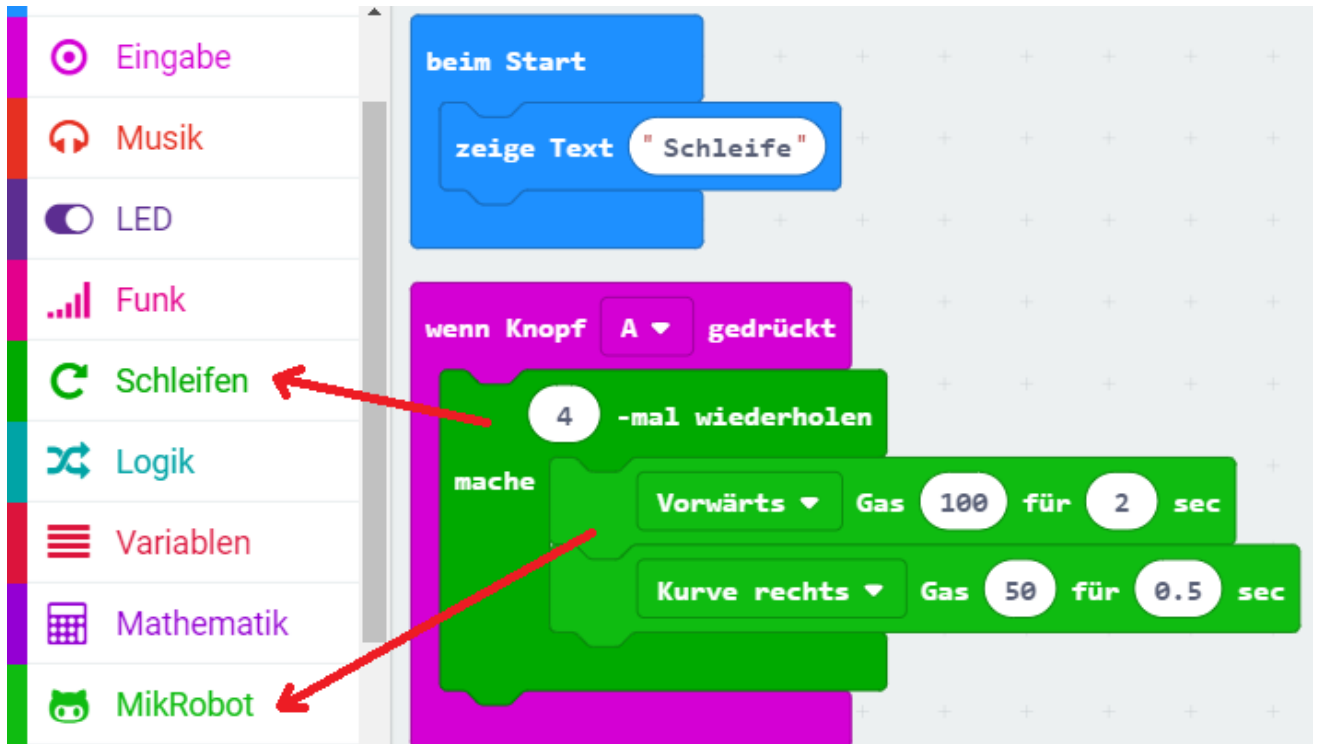 Eingabe
Musik
LED
Funk
Schleifen
Logik
Variablen
Mathematik
MikRobot
beim Start
zeige Text "Schleife"
wenn Knopf A gedrückt
4 -mal wiederholen
mache
Vorwärts Gas 100 für 2 sec
Kurve rechts Gas 50 für 0.5 sec